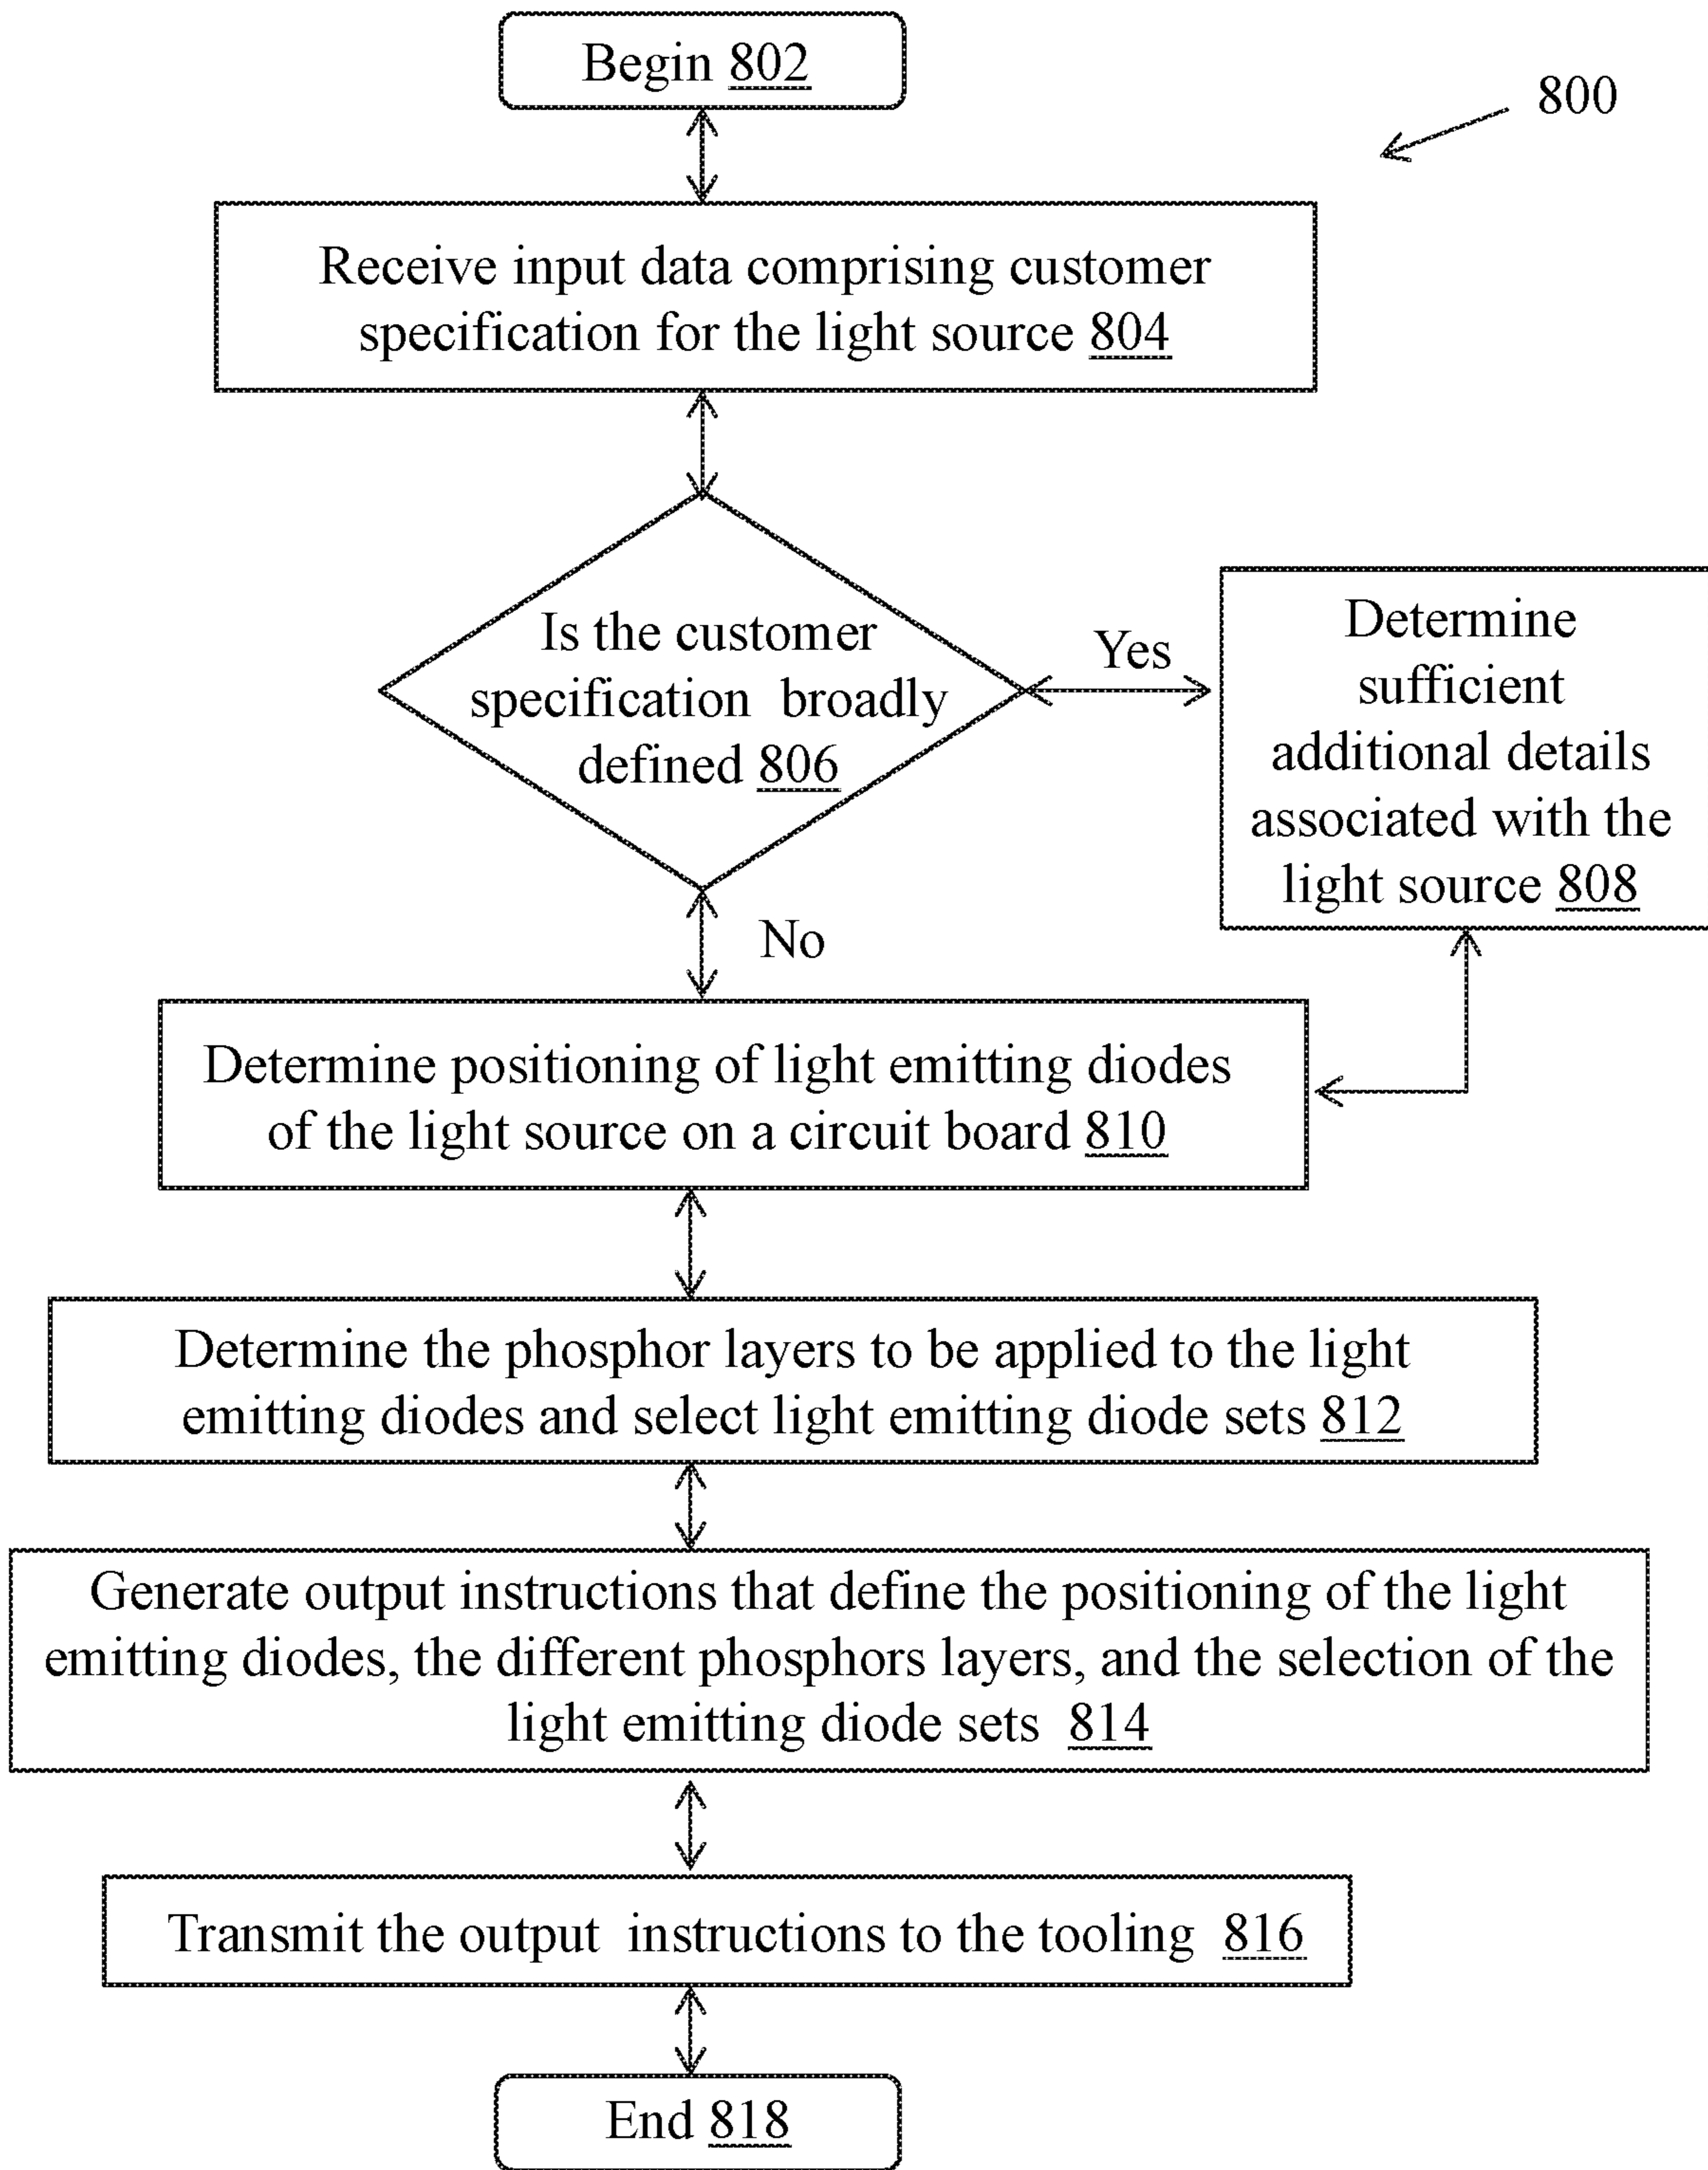 Begin 802
800
Receive input data comprising customer
specification for the light source 804
Is the customer
specification broadly
defined 806
Yes
Determine
sufficient
additional details
associated with the
light source 808
No
Determine positioning of light emitting diodes
of the light source on a circuit board 810
Determine the phosphor layers to be applied to the light
emitting diodes and select light emitting diode sets 812
Generate output instructions that define the positioning of the light
emitting diodes, the different phosphors layers, and the selection of the
light emitting diode sets 814
Transmit the output instructions to the tooling 816
End 818